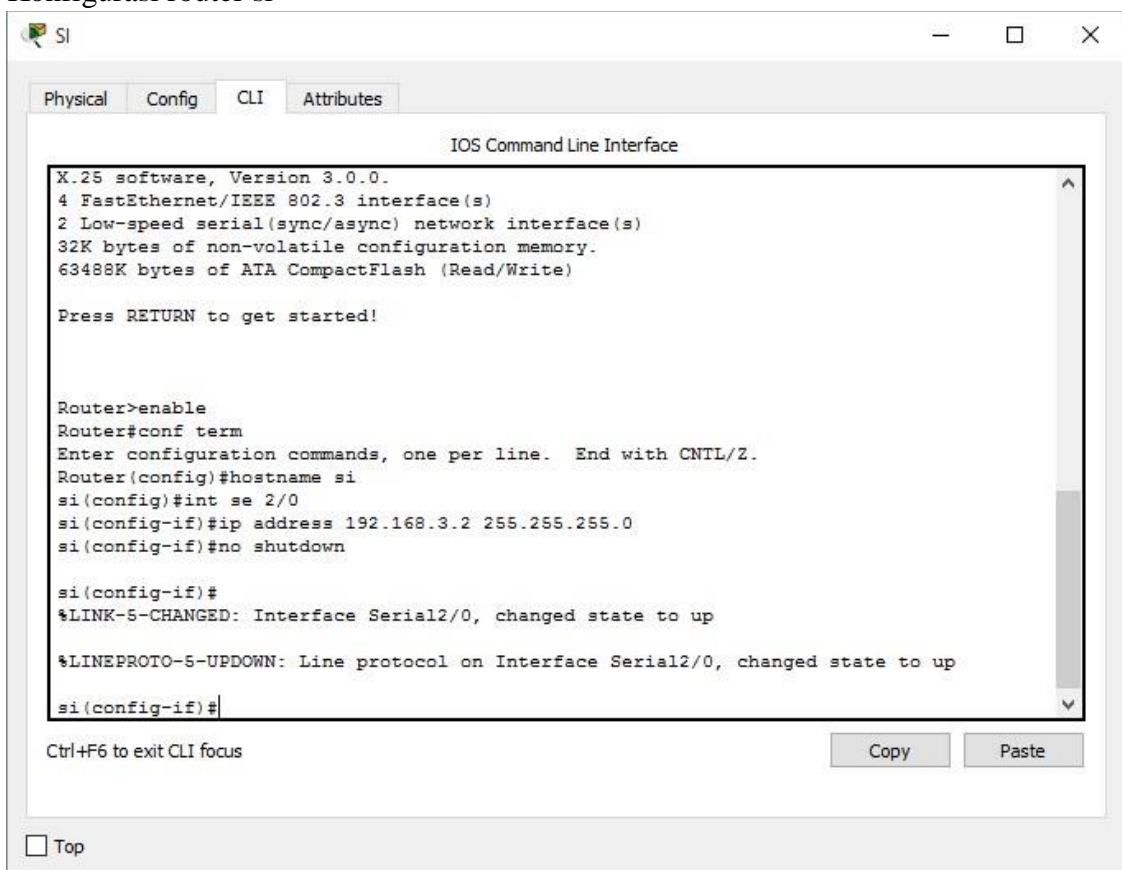 Konfigurasi router si
SI
Physical Config CLI Attributes
IOS Command Line Interface
X.25 software, Version 3.0.0.
4 FastEthernet/IEEE 802.3 interface(s)
2 Low-speed serial(sync/async) network interface(s)
32K bytes of non-volatile configuration memory.
63488K bytes of ATA CompactFlash (Read/Write)
Press RETURN to get started!
Router>enable
Router#conf term
Enter configuration commands, one per line.  End with CNTL/Z.
Router(config)#hostname si
si(config)#int se 2/0
si(config-if)#ip address 192.168.3.2 255.255.255.0
si(config-if)#no shutdown
si(config-if)#
%LINK-5-CHANGED: Interface Serial2/0, changed state to up
%LINEPROTO-5-UPDOWN: Line protocol on Interface Serial2/0, changed state to up
si(config-if)#
Ctrl+F6 to exit CLI focus Copy Paste
Top